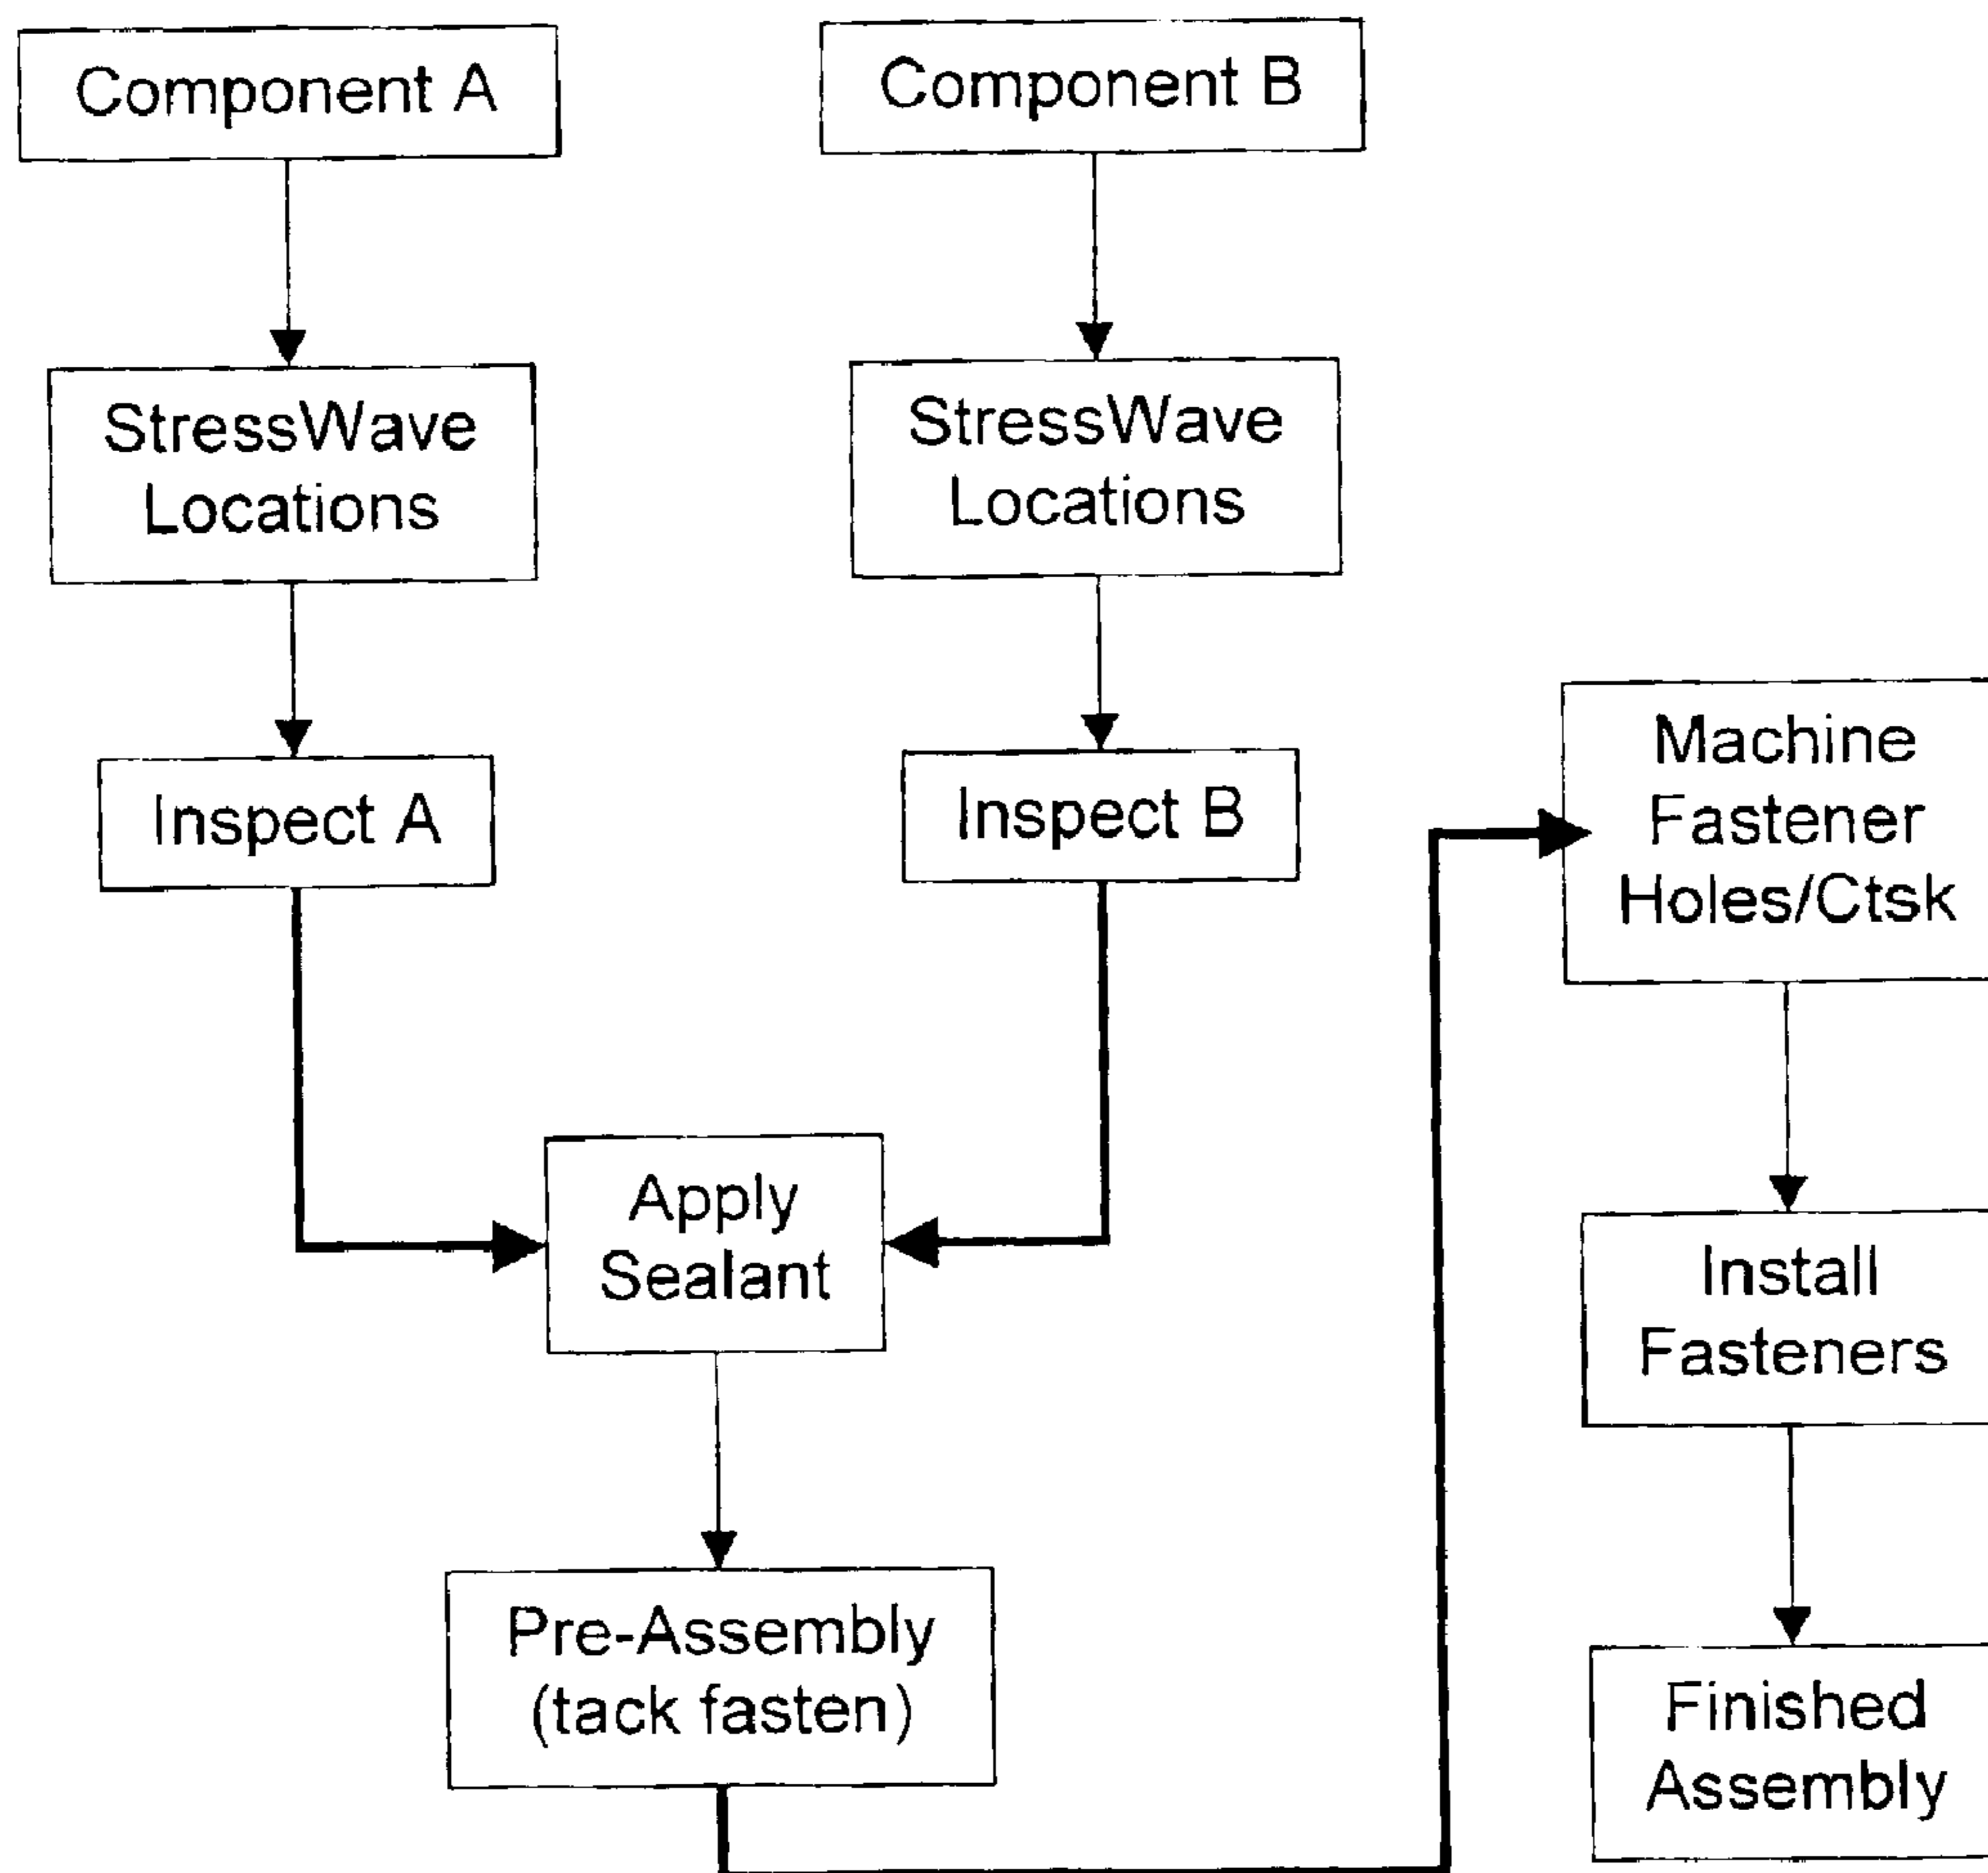 Component A
Component B
StressWave
Locations
StressWave
Locations
Inspect A
Inspect B
Apply
Sealant
Pre-Assembly
(tack fasten)
Machine
Fastener
Holes/Ctsk
Install
Fasteners
Finished
Assembly